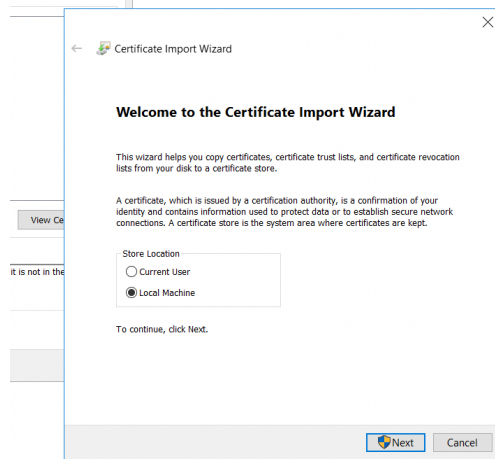 Certificate Import Wizard
Welcome to the Certificate Import Wizard
This wizard helps you copy certificates, certificate trust lists, and certificate revocation
lists from your disk to a certificate store.
A certificate, which is issued by a certification authority, is a confirmation of your
identity and contains information used to protect data or to establish secure network
connections. A certificate store is the system area where certificates are kept.
View Ce
Store Location
it is not in the
Current User
Local Machine
To continue, click Next.
Next
Cancel